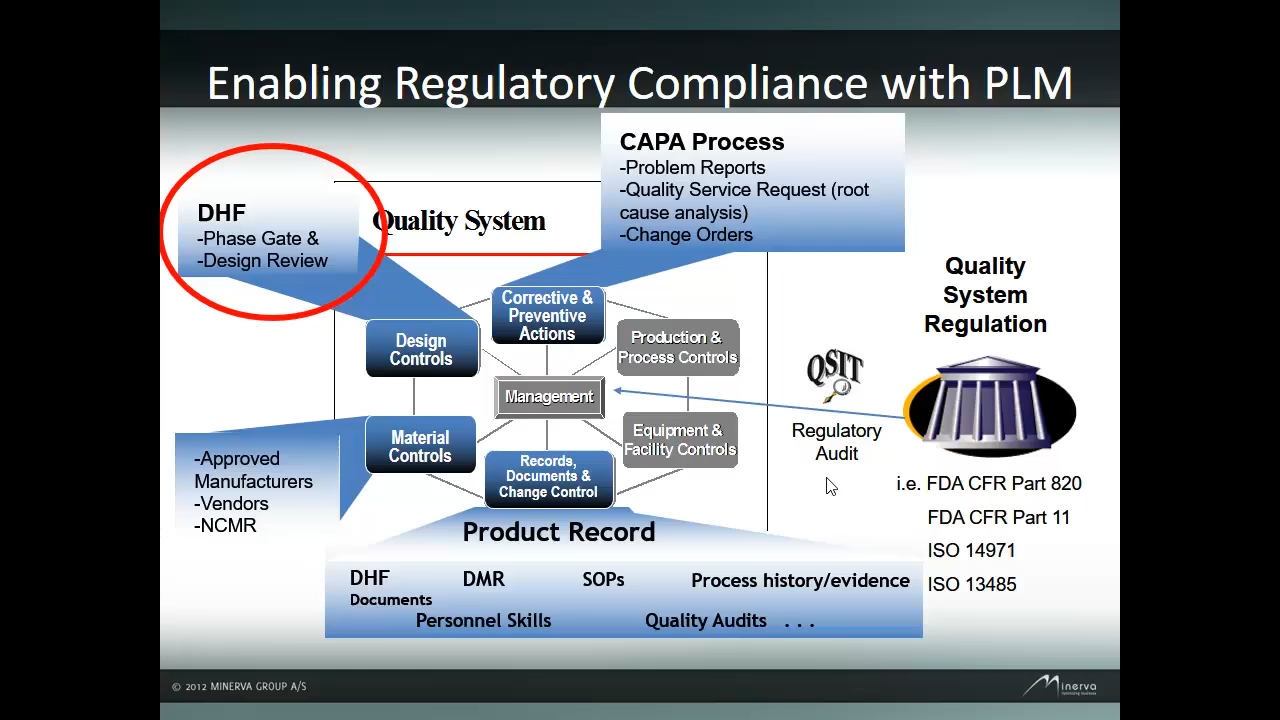 Enabling Regulatory Compliance with PLM
CAPA Process
-Problem Reports
-Quality Service Request (root
cause analysis)
-Change Orders
DHF
-Phase Gate &
-Design Review
Quality System
Quality
System
Regulation
Corrective &
Preventive
Actions
Design
Controls
Production &
Process Controls
QSIT
Management
Regulatory
Audit
Material
Controls
Equipment &
Facility Controls
Records,
Documents &
Change Control
-Approved
Manufacturers
-Vendors
-NCMR
i.e. FDA CFR Part 820
FDA CFR Part 11
ISO 14971
ISO 13485
Product Record
DHF
Documents
DMR
SOPs
Process history/evidence
Personnel Skills
Quality Audits . . .
© 2012 MINERVA GROUP A/S
Minerva